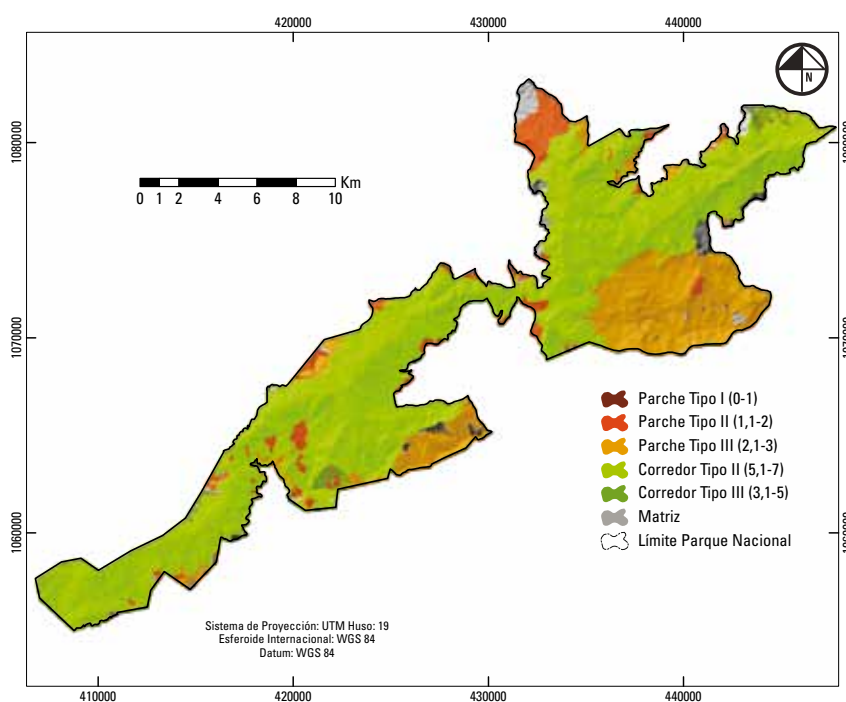 420000 430000 440000
N
1080000
1080000
Km
0 1 2 4 6 8 10
1070000
1070000
Parche Tipo I (0-1)
Parche Tipo II (1,1-2)
Parche Tipo III (2,1-3)
Corredor Tipo II (5,1-7)
Corredor Tipo III (3,1-5)
Matriz
Límite Parque Nacional
1060000
1060000
Sistema de Proyección: UTM Huso: 19
Esferoide Internacional: WGS 84
Datum: WGS 84
410000 420000 430000 440000